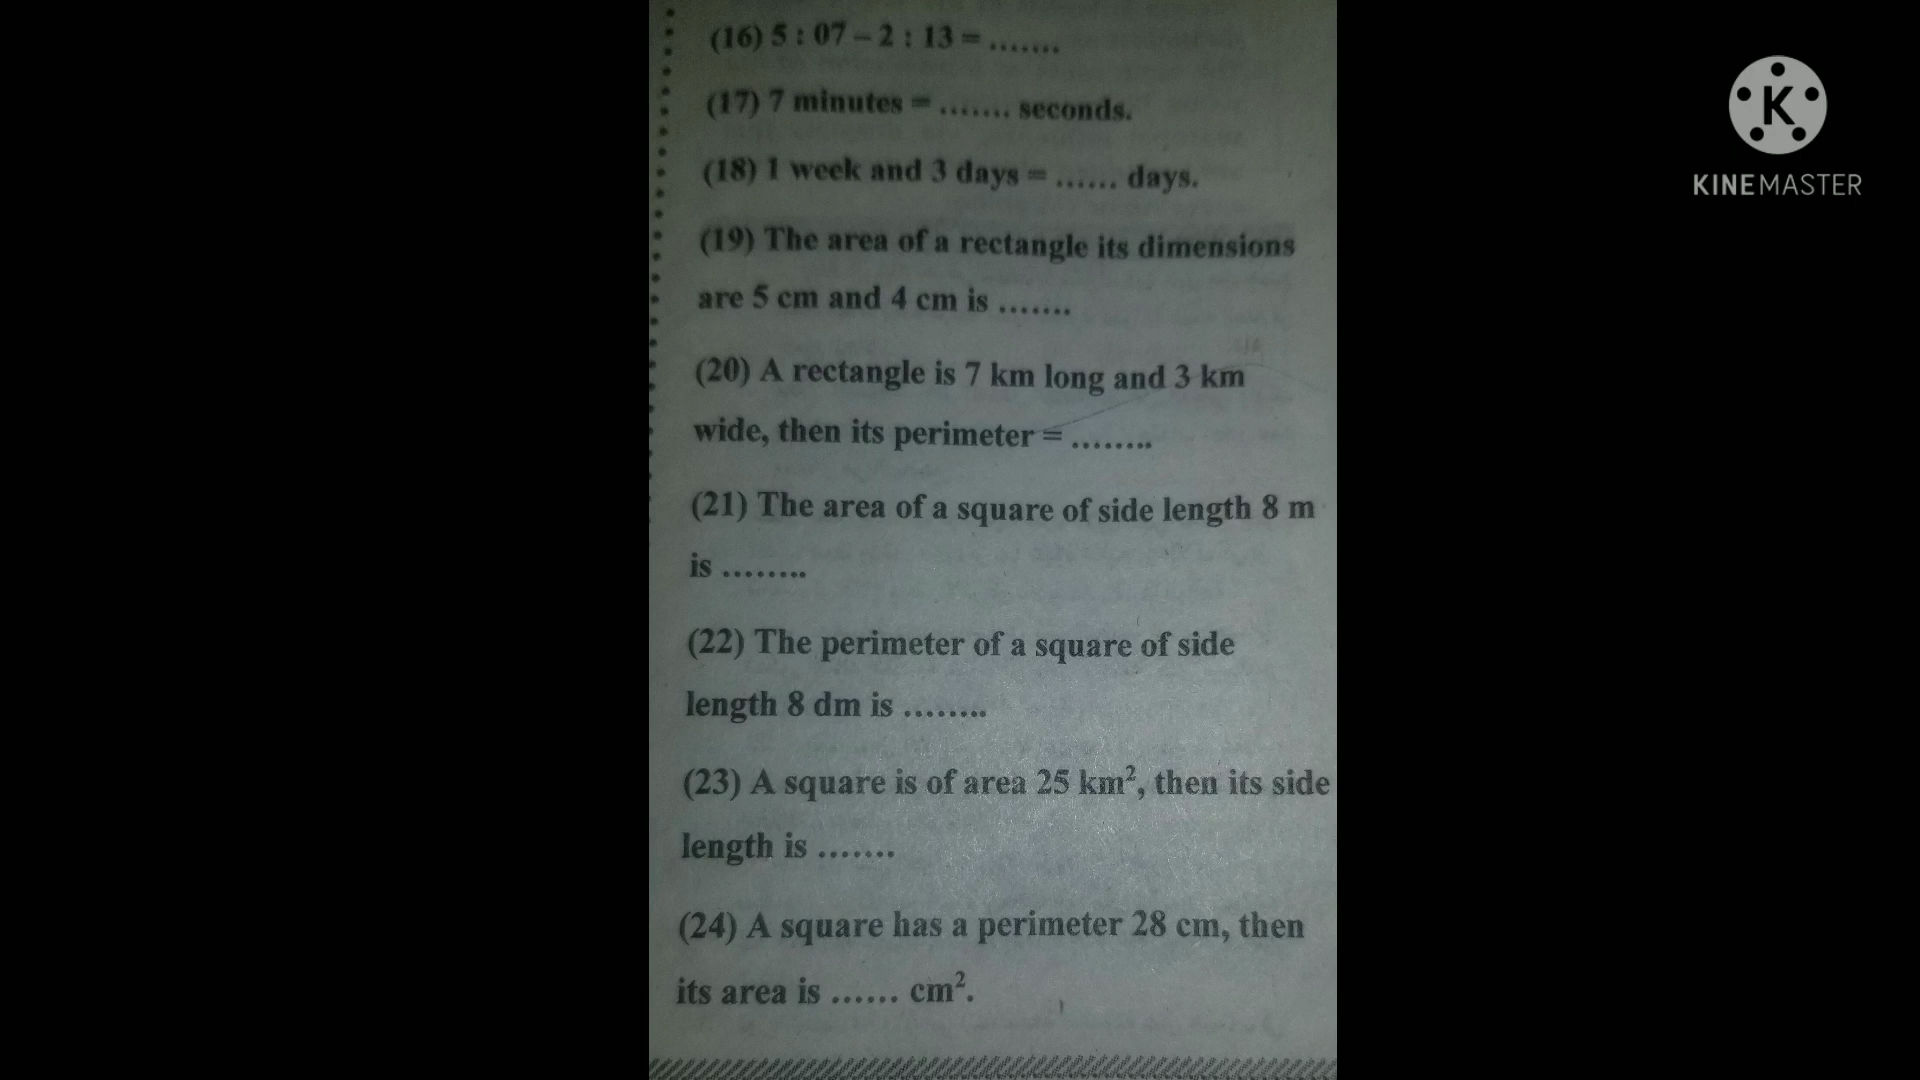 (16) 5 : 07 – 2 : 13 = .......
(17) 7 minutes = ....... seconds.
(18) 1 week and 3 days = ...... days.
(19) The area of a rectangle its dimensions
are 5 cm and 4 cm is .......
(20) A rectangle is 7 km long and 3 km
wide, then its perimeter = ........
(21) The area of a square of side length 8 m
is ........
(22) The perimeter of a square of side
length 8 dm is ........
(23) A square is of area 25 km², then its side
length is .......
(24) A square has a perimeter 28 cm, then
its area is ...... cm².
K
KINEMASTER